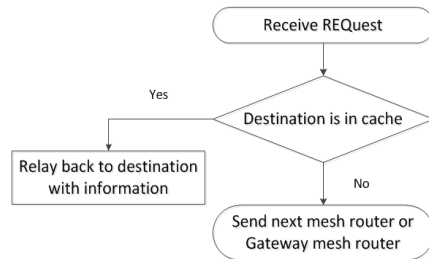 Receive REQuest
Yes
Destination is in cache
Relay back to destination
with information
No
Send next mesh router or
Gateway mesh router